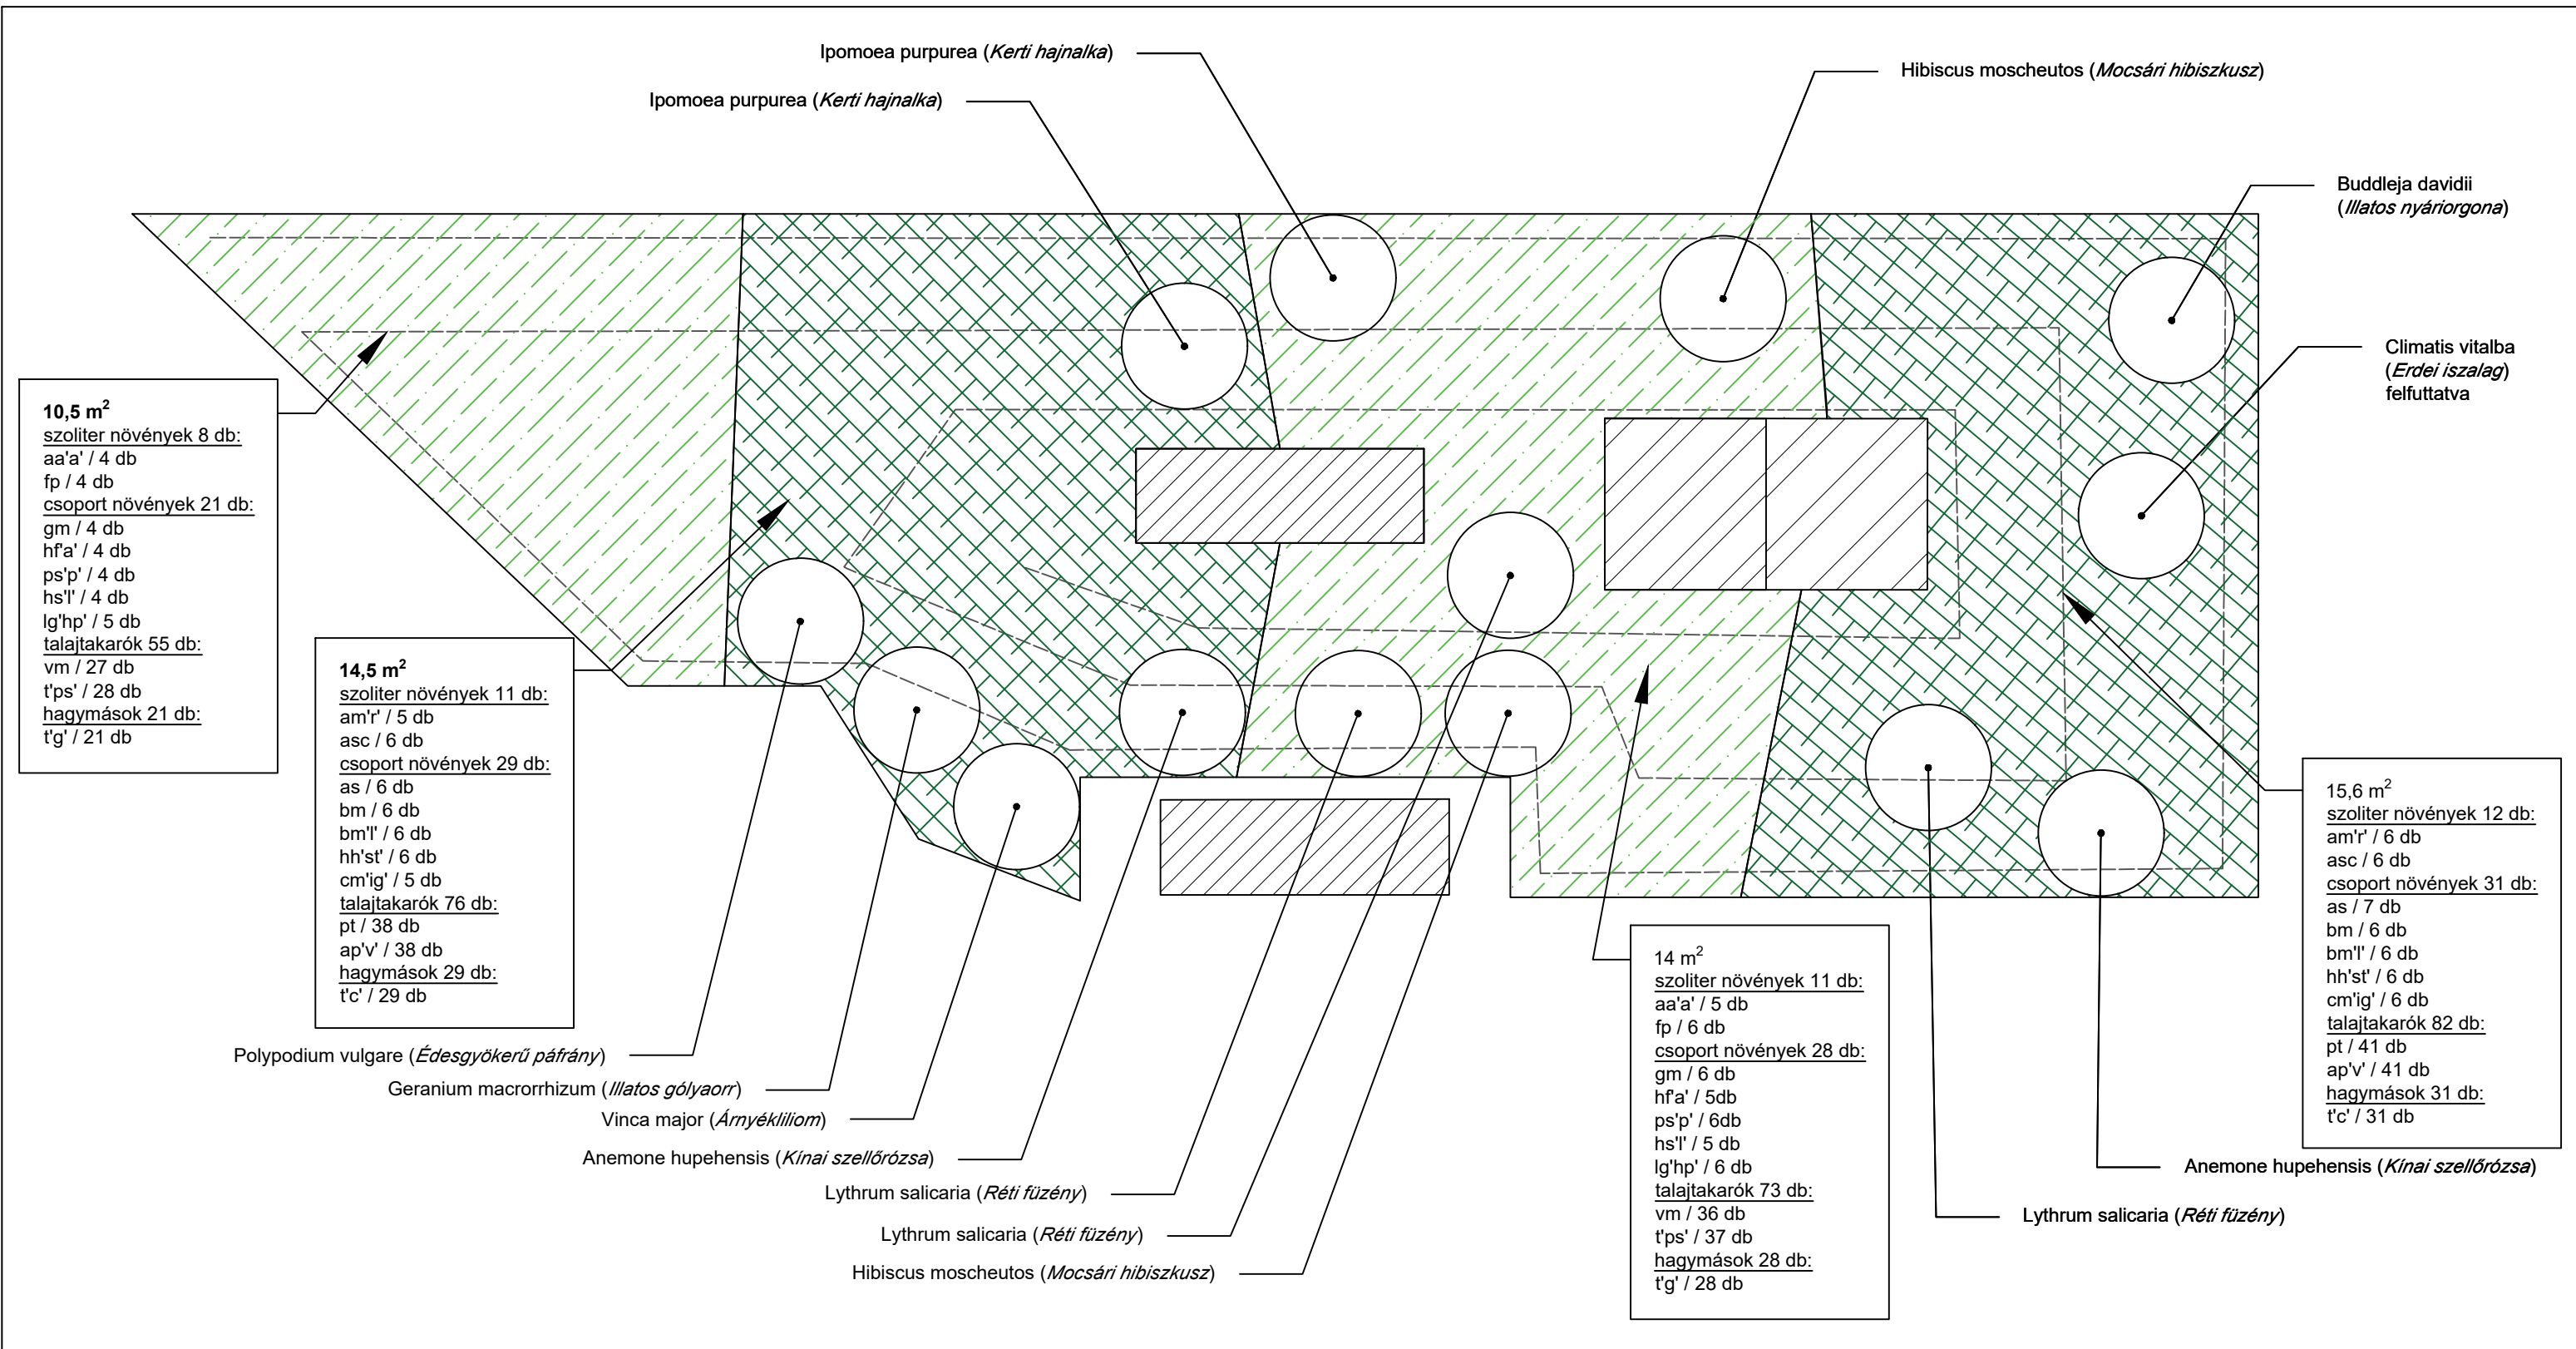 Ipomoea purpurea (Kerti hajnalka)
Ipomoea purpurea (Kerti hajnalka)
Hibiscus moscheutos (Mocsári hibiszkusz)
Buddleja davidii
(Illatos nyáriorgona)
Climatis vitalba
(Erdei iszalag)
felfuttatva
10,5 m²
szoliter növények 8 db:
aa'a' / 4 db
fp / 4 db
csoport növények 21 db:
gm / 4 db
hf'a' / 4 db
ps'p' / 4 db
hs'l' / 4 db
lg'hp' / 5 db
talajtakarók 55 db:
vm / 27 db
t'ps' / 28 db
hagymások 21 db:
t'g' / 21 db
14,5 m²
szoliter növények 11 db:
am'r' / 5 db
asc / 6 db
csoport növények 29 db:
as / 6 db
bm / 6 db
bm'l' / 6 db
hh'st' / 6 db
cm'ig' / 5 db
talajtakarók 76 db:
pt / 38 db
ap'v' / 38 db
hagymások 29 db:
t'c' / 29 db
Polypodium vulgare (Édesgyökerű páfrány)
Geranium macrorrhizum (Illatos gólyaorr)
Vinca major (Árnyékliliom)
Anemone hupehensis (Kínai szellőrózsa)
Lythrum salicaria (Réti füzény)
Lythrum salicaria (Réti füzény)
Hibiscus moscheutos (Mocsári hibiszkusz)
14 m²
szoliter növények 11 db:
aa'a' / 5 db
fp / 6 db
csoport növények 28 db:
gm / 6 db
hf'a' / 5db
ps'p' / 6db
hs'l' / 5 db
lg'hp' / 6 db
talajtakarók 73 db:
vm / 36 db
t'ps' / 37 db
hagymások 28 db:
t'g' / 28 db
15,6 m²
szoliter növények 12 db:
am'r' / 6 db
asc / 6 db
csoport növények 31 db:
as / 7 db
bm / 6 db
bm'l' / 6 db
hh'st' / 6 db
cm'ig' / 6 db
talajtakarók 82 db:
pt / 41 db
ap'v' / 41 db
hagymások 31 db:
t'c' / 31 db
Anemone hupehensis (Kínai szellőrózsa)
Lythrum salicaria (Réti füzény)